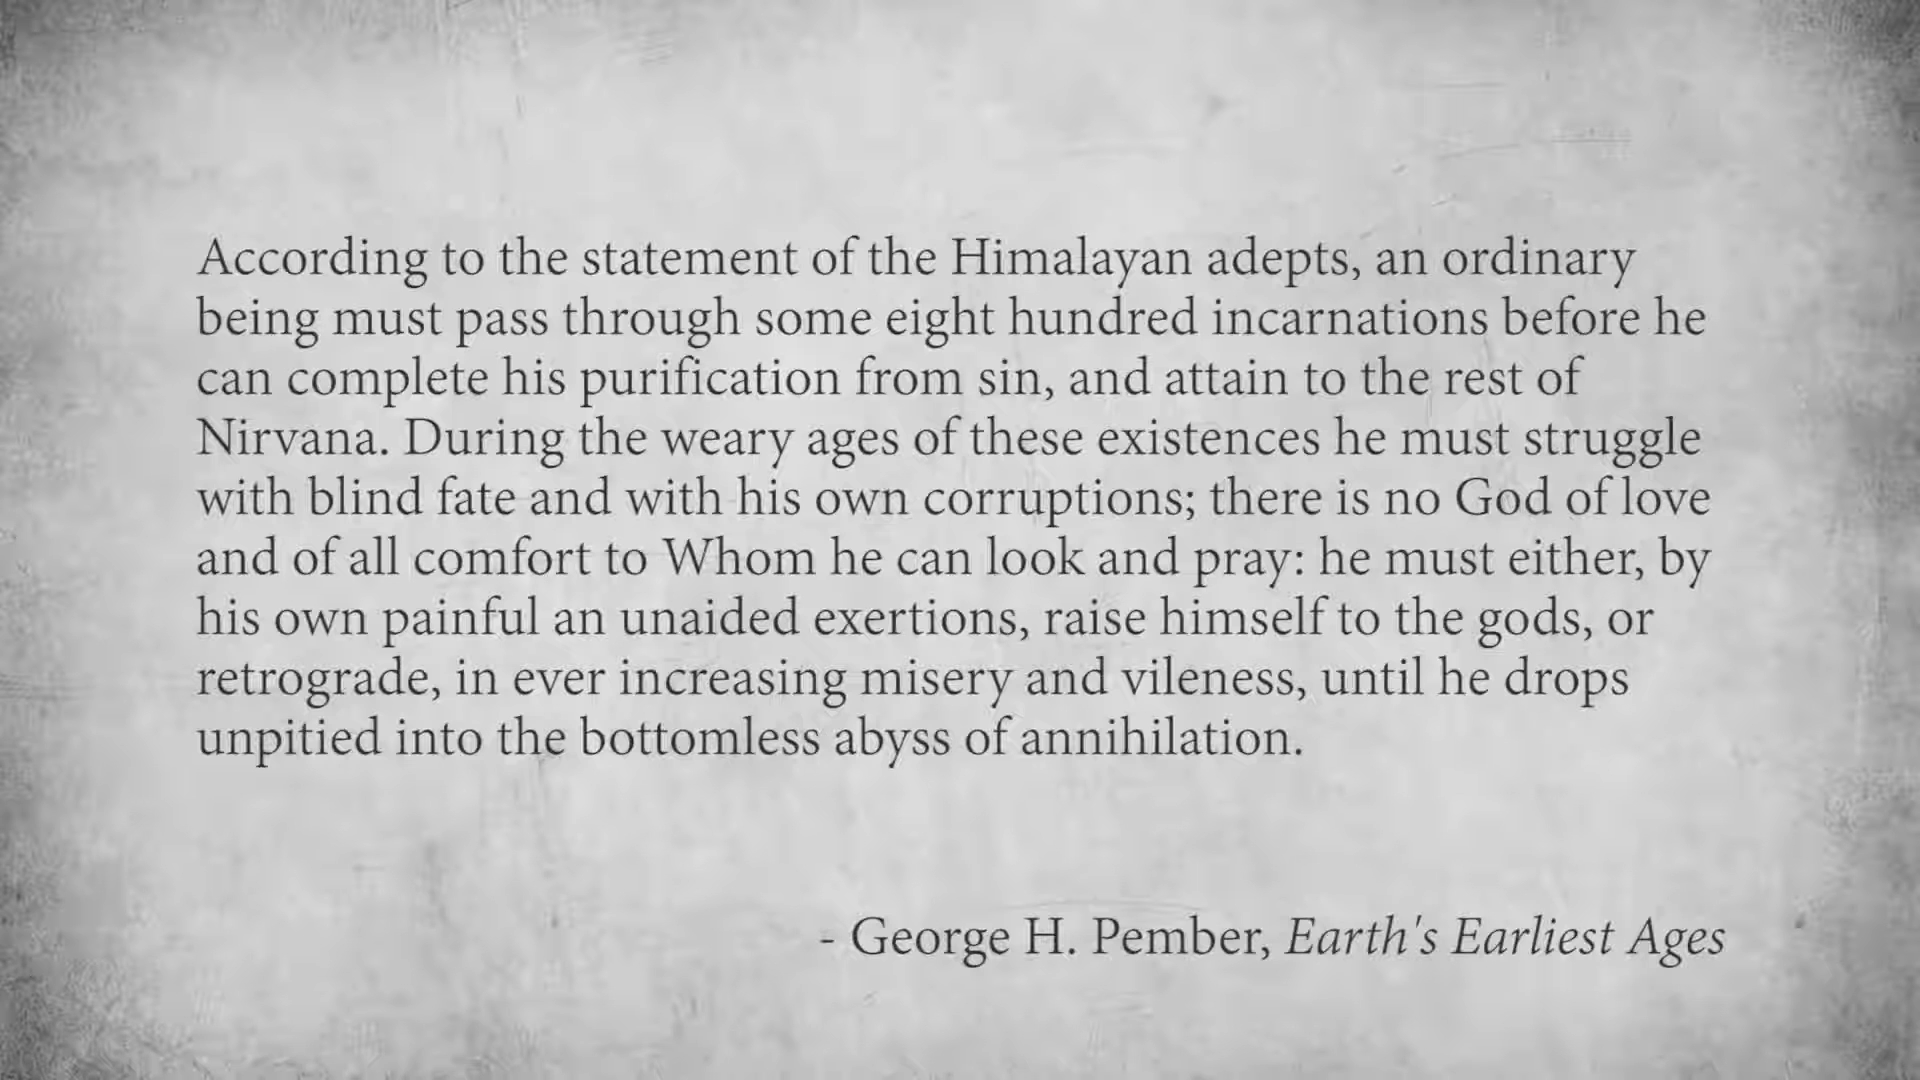 According to the statement of the Himalayan adepts, an ordinary
being must pass through some eight hundred incarnations before he
can complete his purification from sin, and attain to the rest of
Nirvana. During the weary ages of these existences he must struggle
with blind fate and with his own corruptions; there is no God of love
and of all comfort to Whom he can look and pray: he must either, by
his own painful an unaided exertions, raise himself to the gods, or
retrograde, in ever increasing misery and vileness, until he drops
unpitied into the bottomless abyss of annihilation.
- George H. Pember, Earth's Earliest Ages